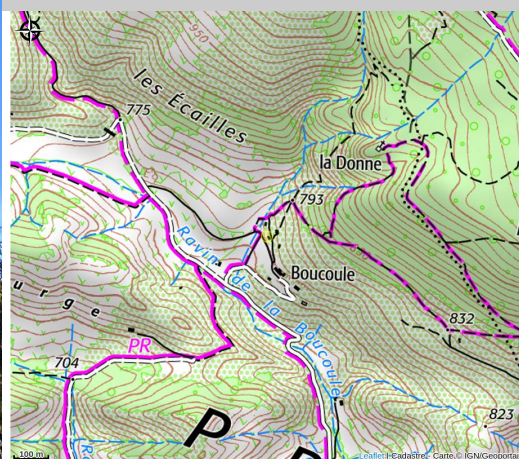 950
les Écailles
775
la Donne
793
Ravin de la Boucoule
Boucoule
urge
832
PR
704
823
P
100 m
Leaflet | Cadastre - Carte © IGN/Geoportai